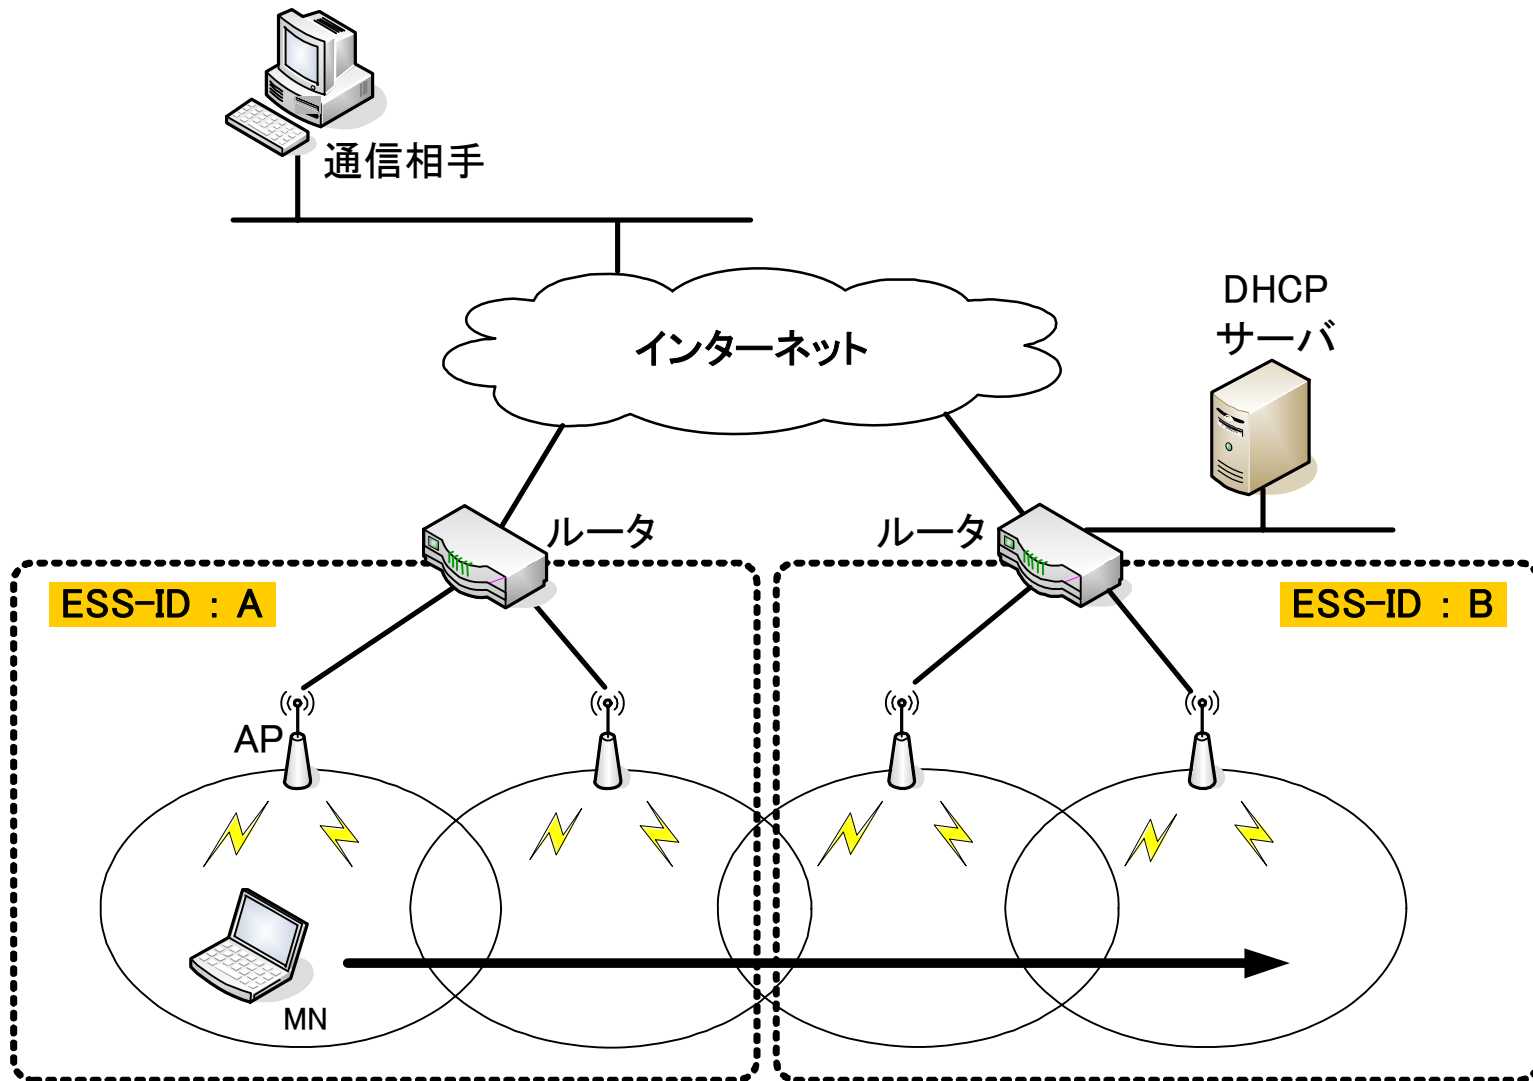 通信相手
インターネット
DHCP
サーバ
ルータ
ルータ
ESS-ID : A
ESS-ID : B
AP
MN